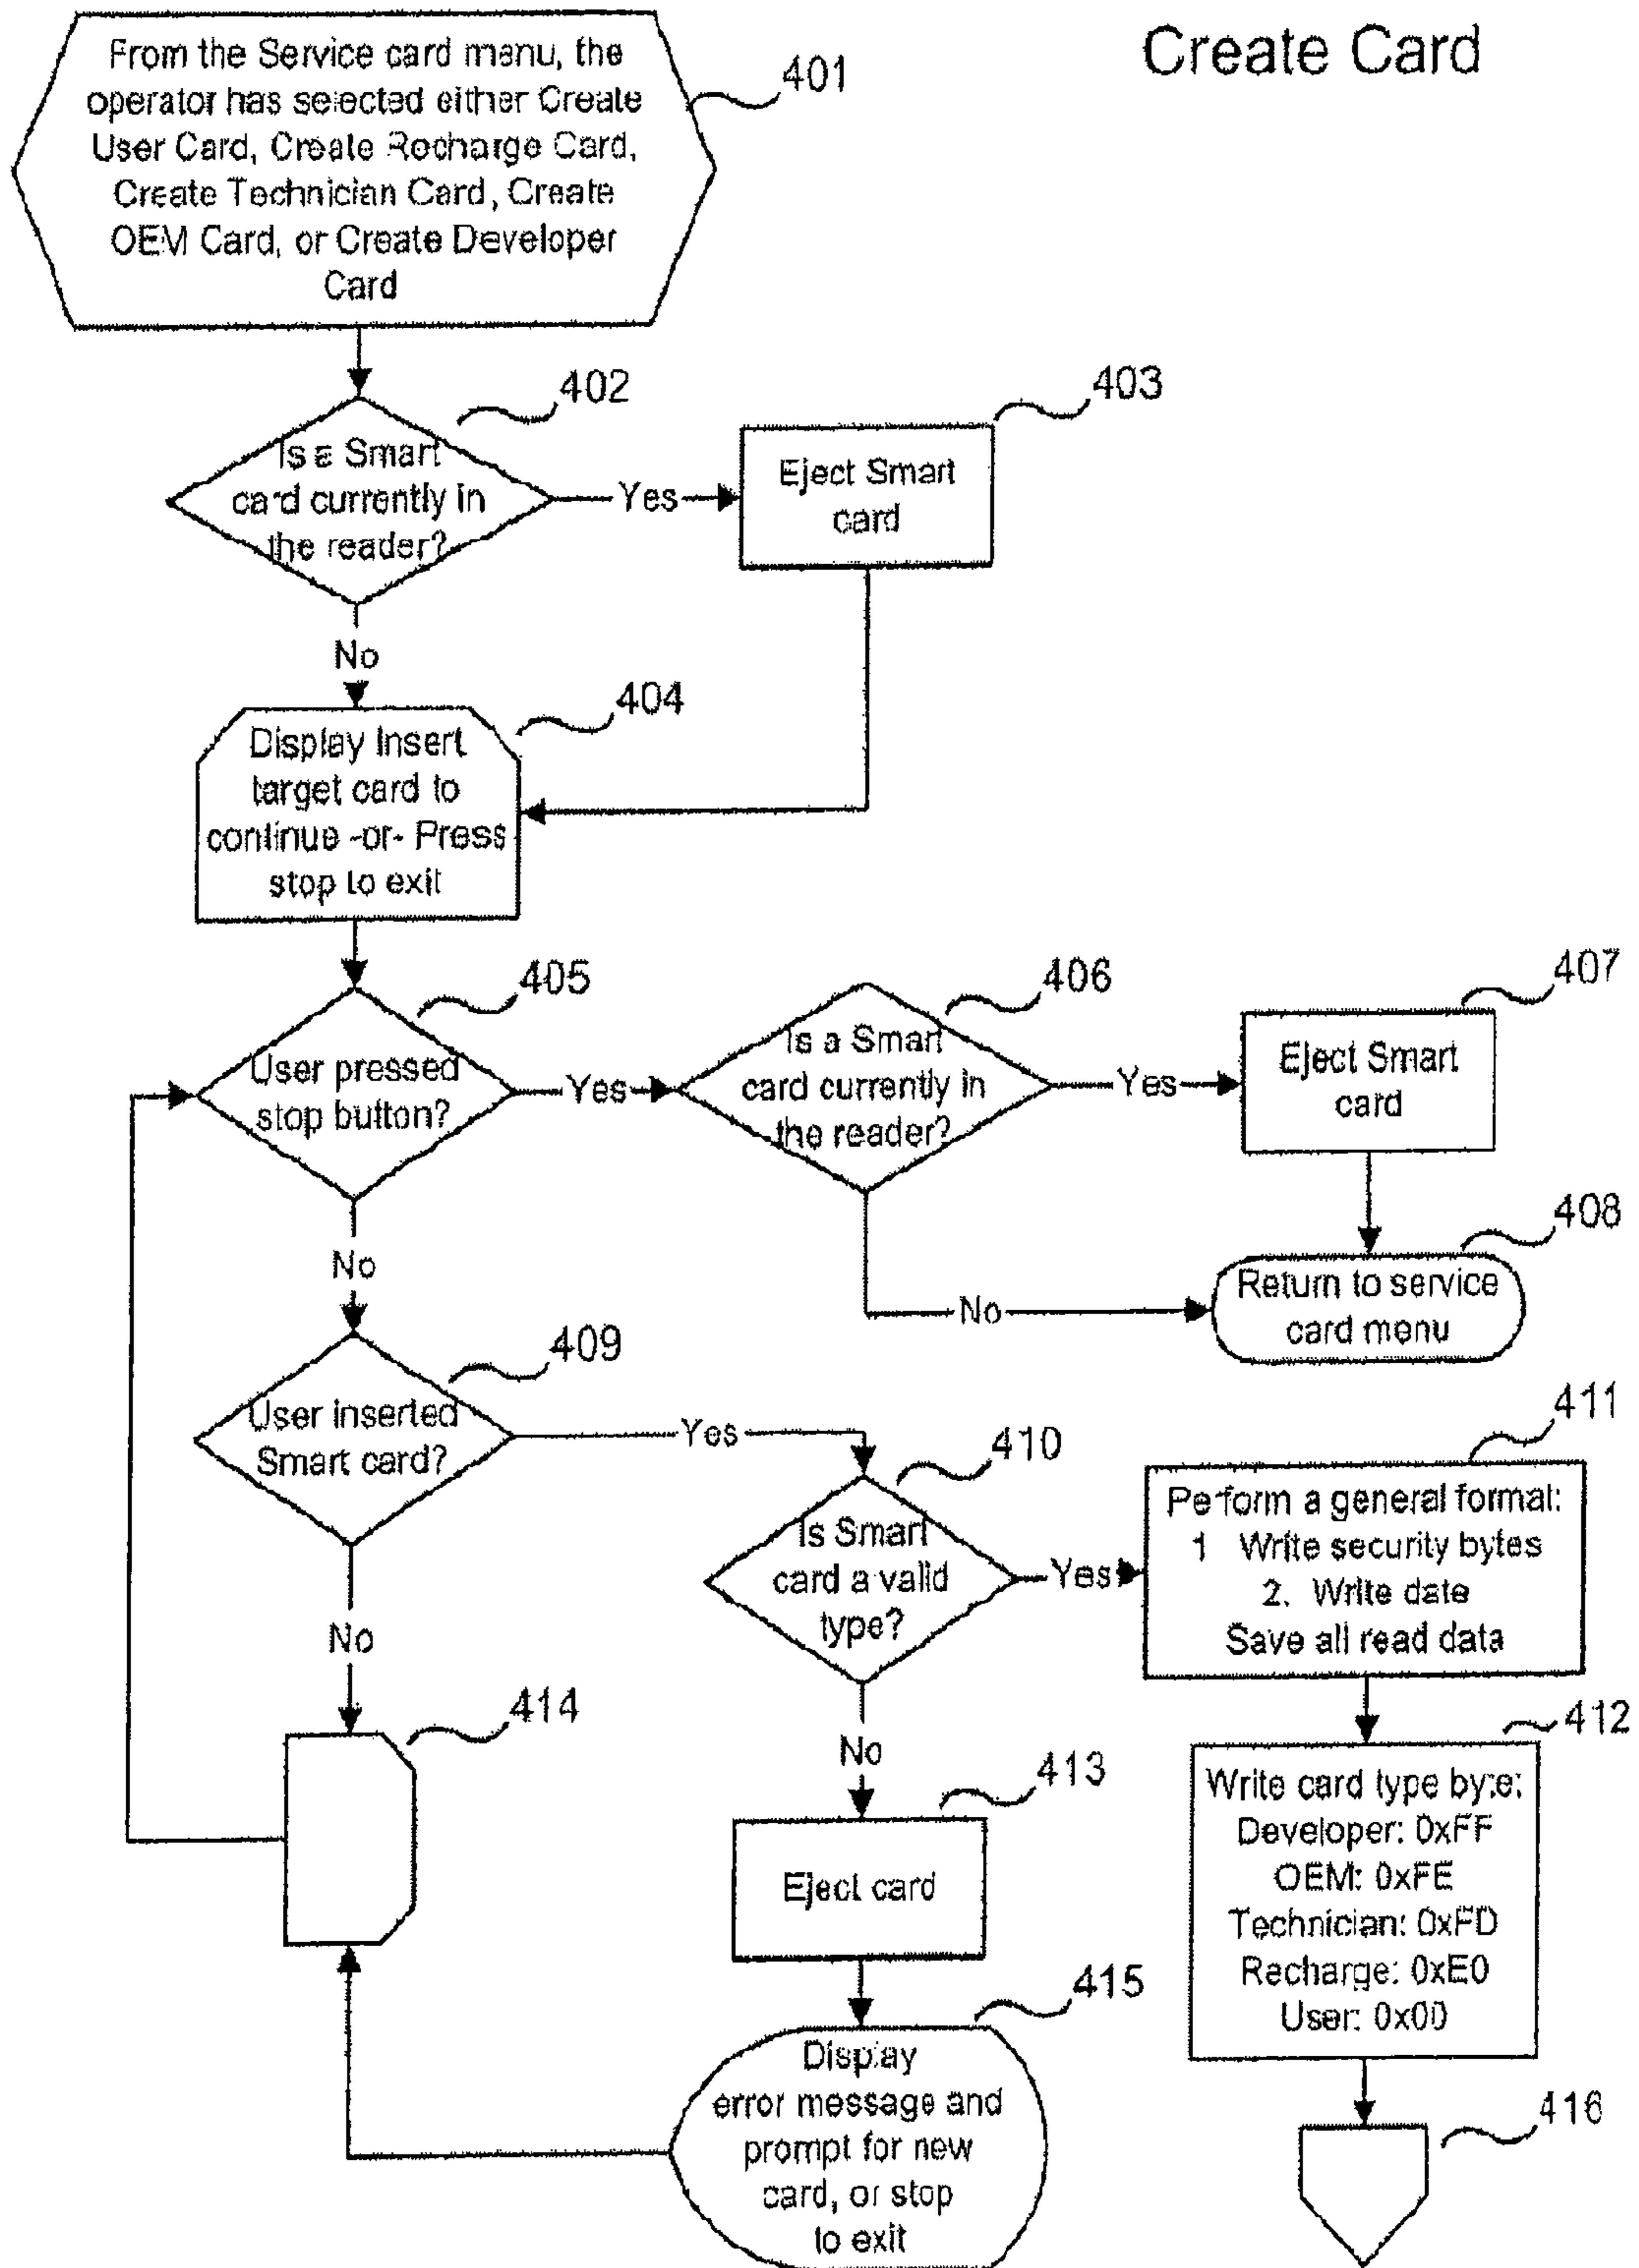 Create Card
From the Service card menu, the
operator has selected either Create
User Card, Create Recharge Card,
Create Technician Card, Create
OEM Card, or Create Developer
Card
401
402
Is a Smart
card currently in
the reader?
Yes
403
Eject Smart
card
No
404
Display Insert
target card to
continue -or- Press
stop to exit
405
User pressed
stop button?
Yes
406
Is a Smart
card currently in
the reader?
Yes
407
Eject Smart
card
No
408
Return to service
card menu
No
409
User inserted
Smart card?
Yes
410
Is Smart
card a valid
type?
Yes
411
Perform a general format:
1 Write security bytes
2. Write date
Save all read data
No
414
No
413
Eject card
412
Write card type byte:
Developer: 0xFF
OEM: 0xFE
Technician: 0xFD
Recharge: 0xE0
User: 0x00
415
Display
error message and
prompt for new
card, or stop
to exit
416